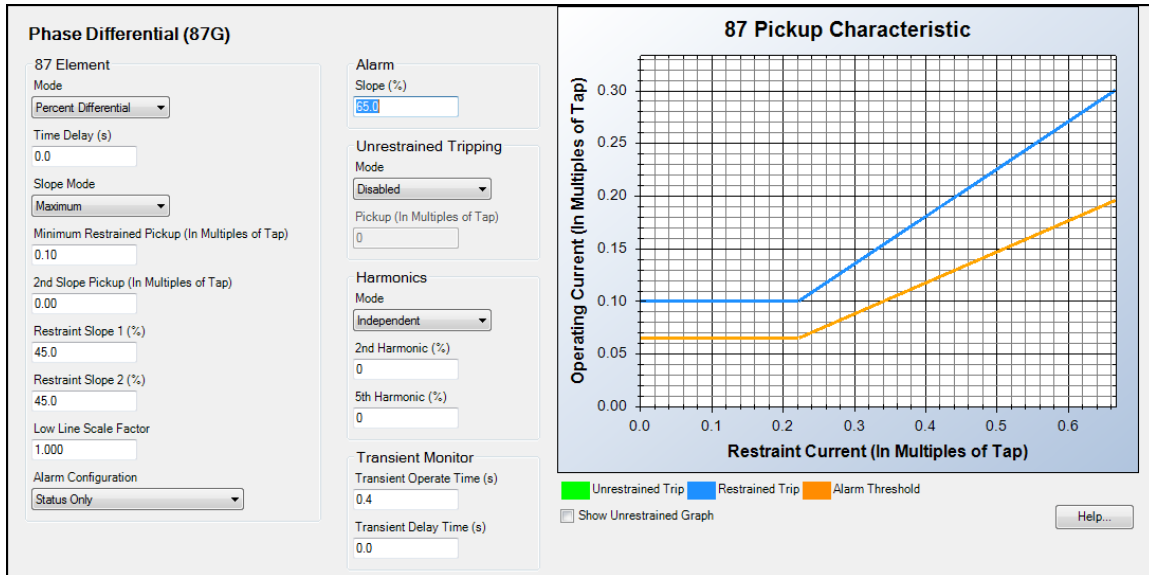 Phase Differential (87G)
87 Element
Mode
Percent Differential
Time Delay (s)
0.0
Slope Mode
Maximum
Minimum Restrained Pickup (In Multiples of Tap)
0.10
2nd Slope Pickup (In Multiples of Tap)
0.00
Restraint Slope 1 (%)
45.0
Restraint Slope 2 (%)
45.0
Low Line Scale Factor
1.000
Alarm Configuration
Status Only
Alarm
Slope (%)
65.0
Unrestrained Tripping
Mode
Disabled
Pickup (In Multiples of Tap)
0
Harmonics
Mode
Independent
2nd Harmonic (%)
0
5th Harmonic (%)
0
Transient Monitor
Transient Operate Time (s)
0.4
Transient Delay Time (s)
0.0
87 Pickup Characteristic
Operating Current (In Multiples of Tap)
0.30
0.25
0.20
0.15
0.10
0.05
0.00
0.0 0.1 0.2 0.3 0.4 0.5 0.6
Restraint Current (In Multiples of Tap)
Unrestrained Trip Restrained Trip Alarm Threshold
Show Unrestrained Graph
Help...